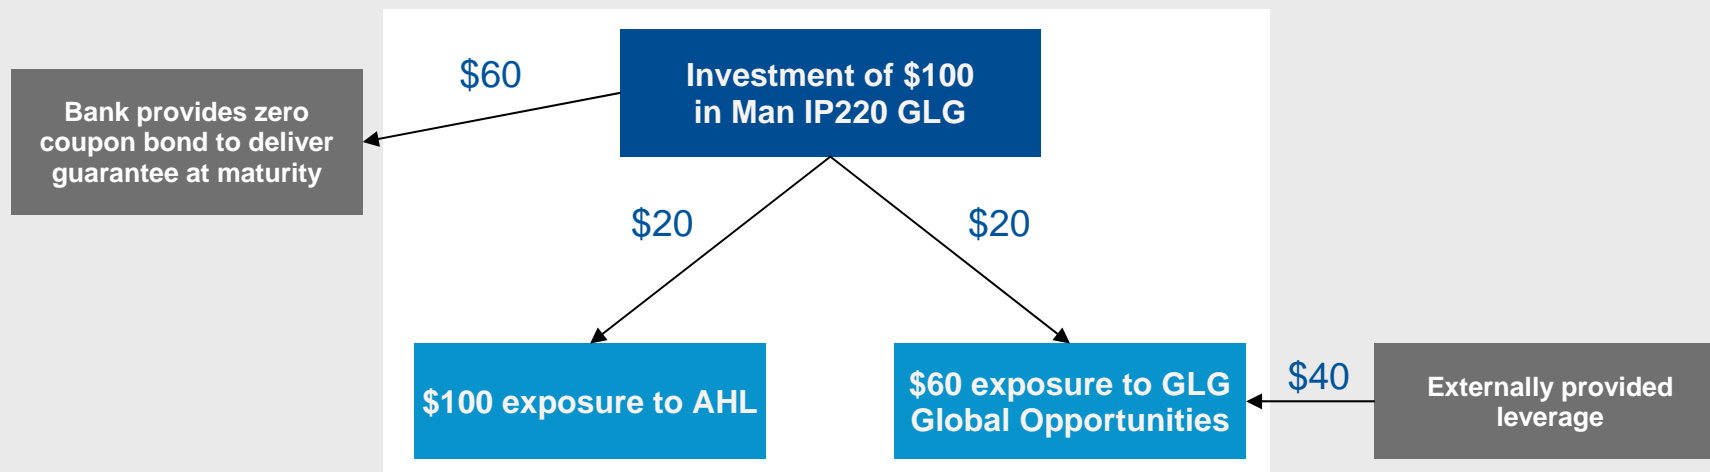 $60
Investment of $100
in Man IP220 GLG
Bank provides zero
coupon bond to deliver
guarantee at maturity
$20
$20
$100 exposure to AHL
$60 exposure to GLG
Global Opportunities
$40
Externally provided
leverage